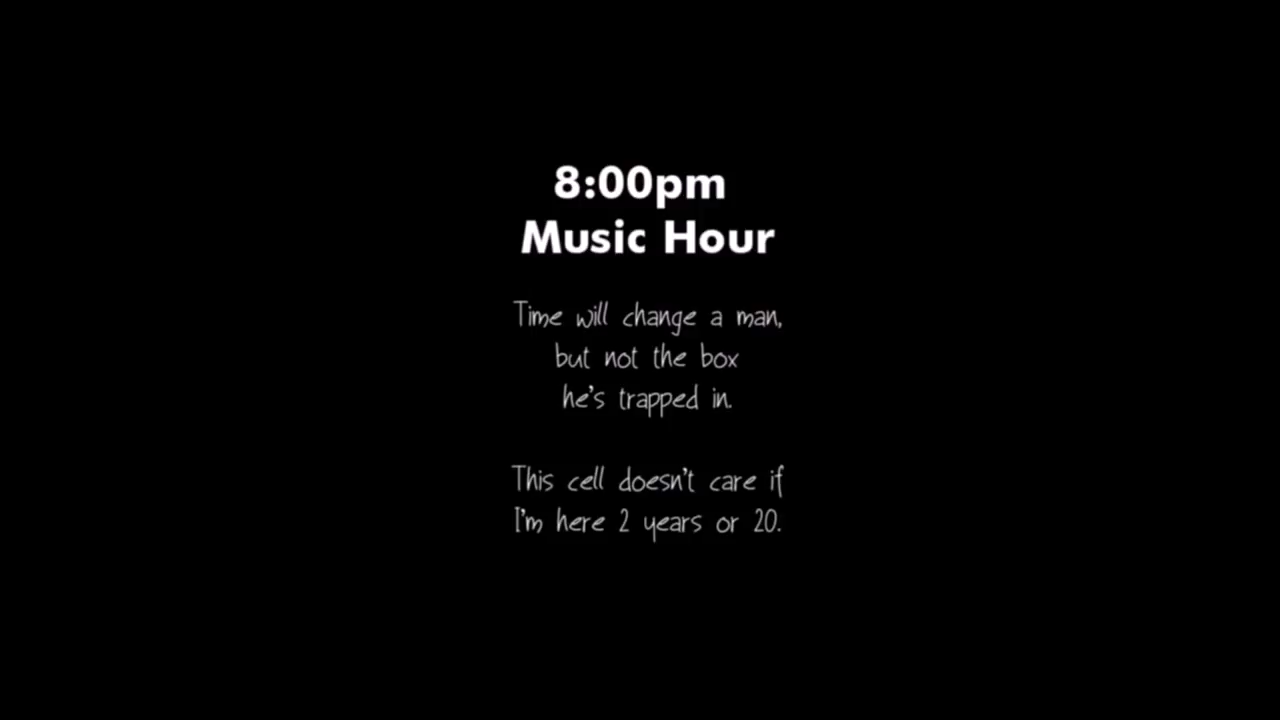 8:00pm
Music Hour
Time will change a man,
but not the box
he's trapped in.
This cell doesn't care if
I'm here 2 years or 20.